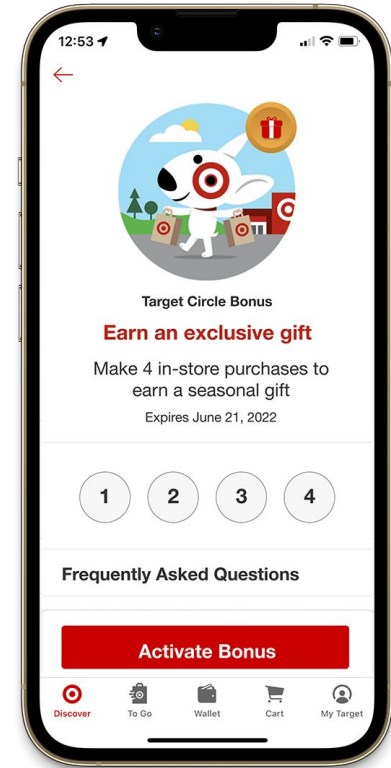 12:53
Target Circle Bonus
Earn an exclusive gift
Make 4 in-store purchases to
earn a seasonal gift
Expires June 21, 2022
1 2 3 4
Frequently Asked Questions
Activate Bonus
Discover To Go Wallet Cart My Target